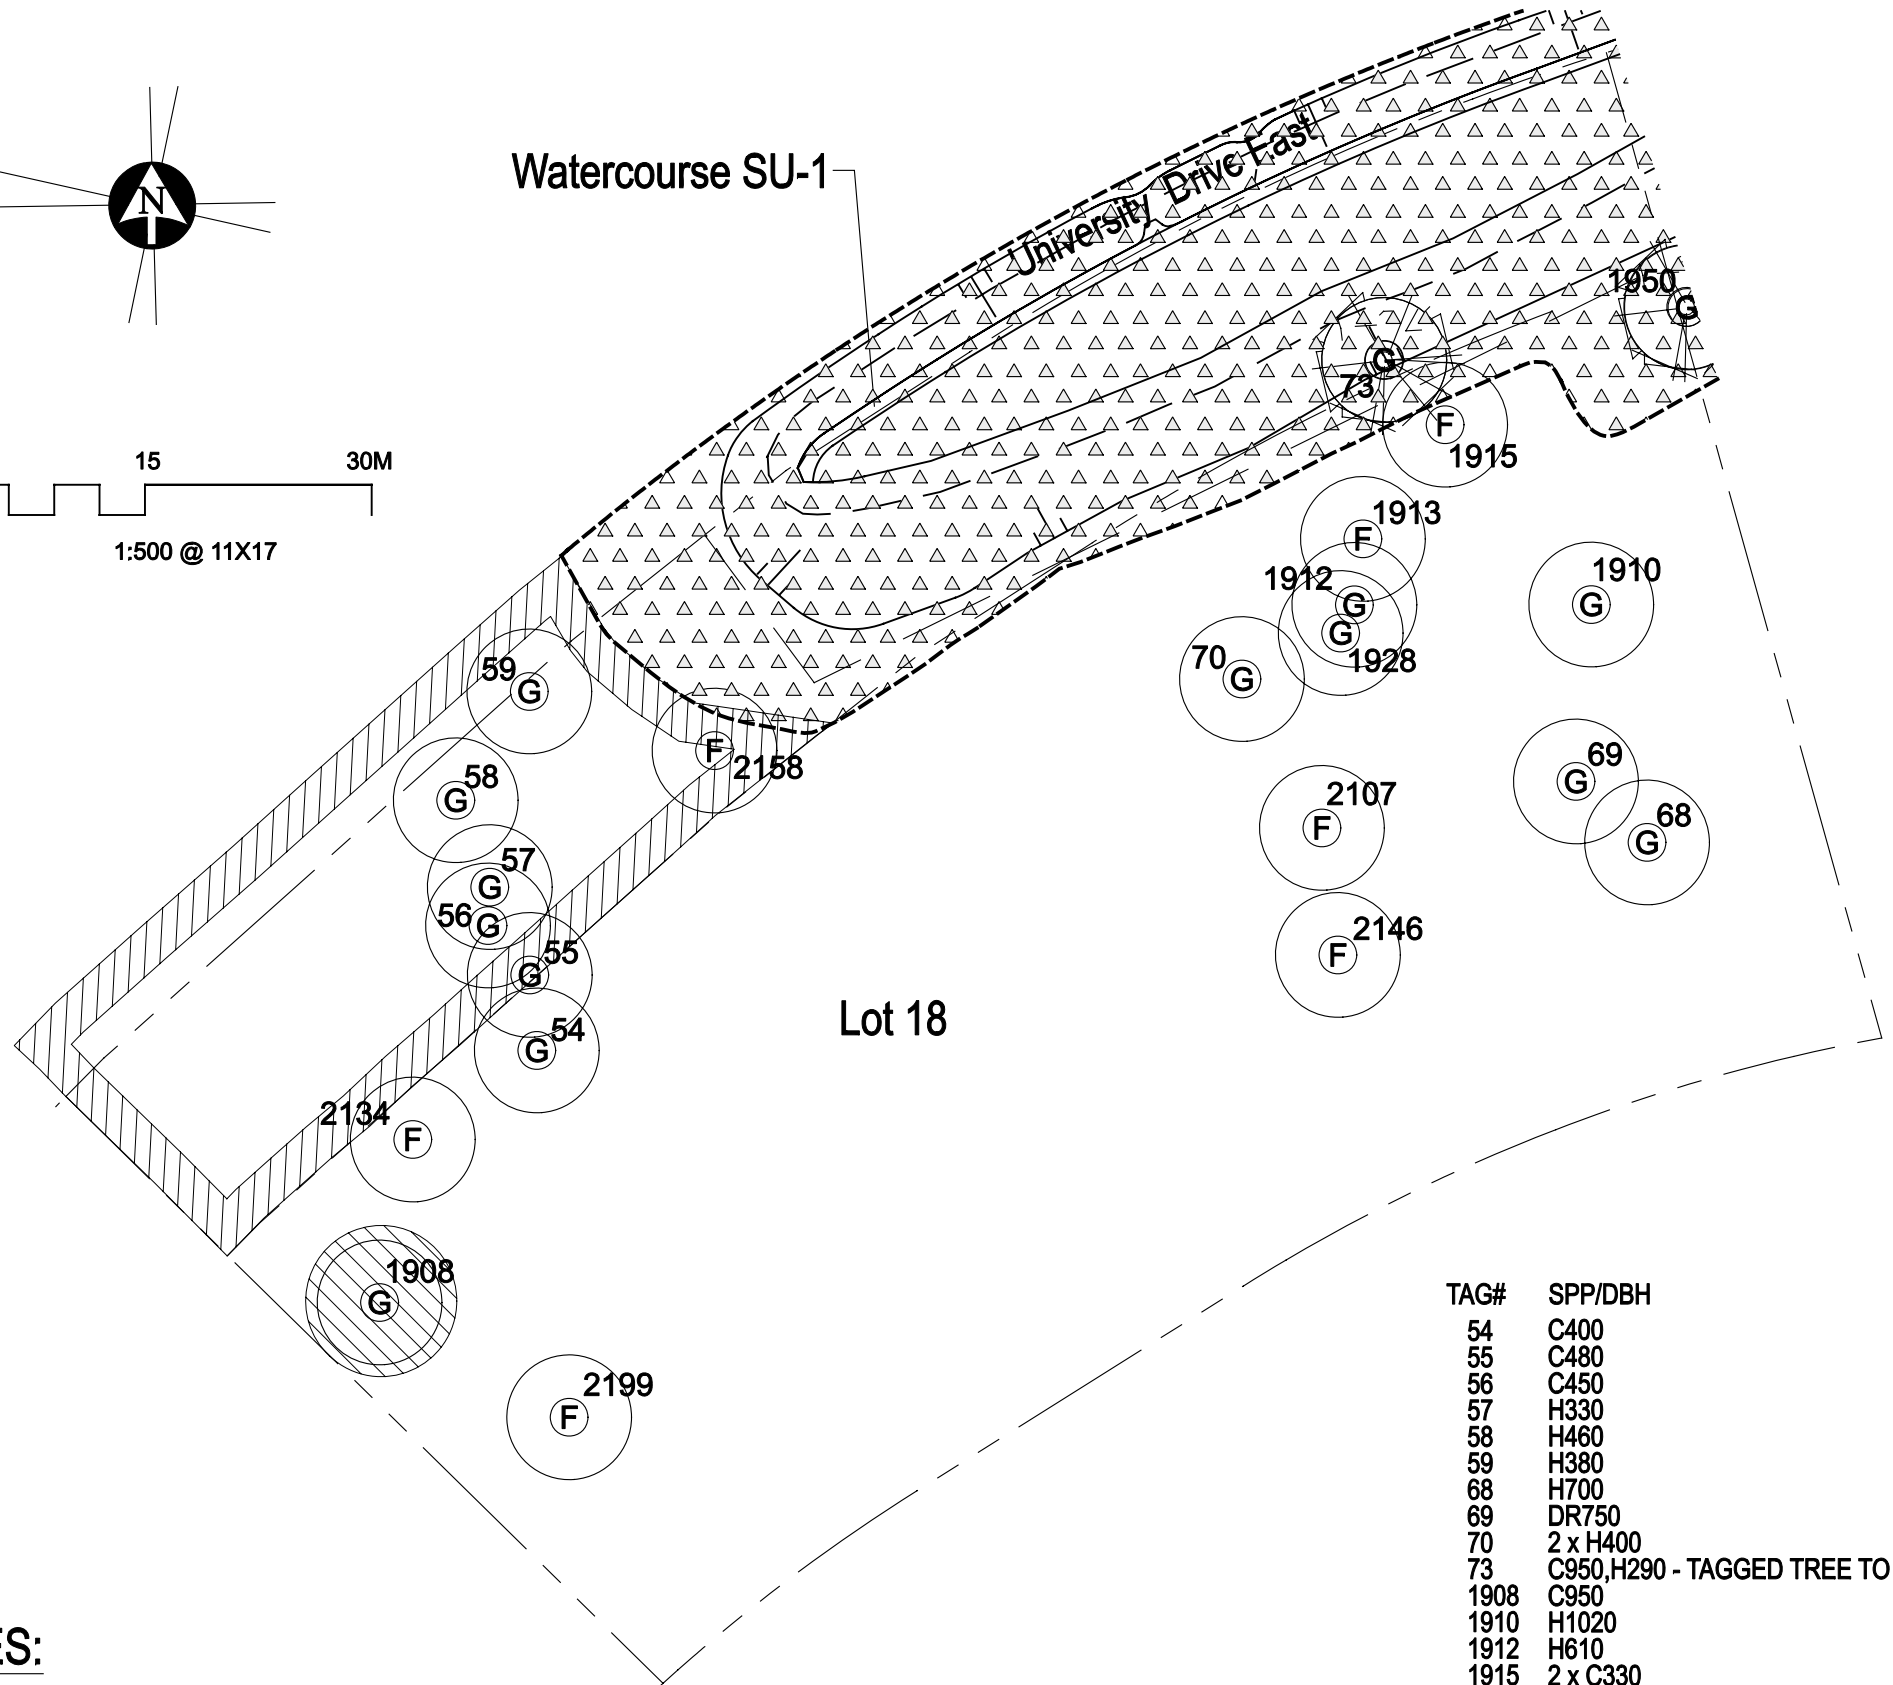 N
Watercourse SU-1
University Drive East
1950
G
G
73
F
1915
15 30M
1:500 @ 11X17
1913
F
1912
G
G
1928
1910
G
70
G
59
G
F
2158
58
G
69
G
68
G
2107
F
57
G
56
G
55
G
2146
F
Lot 18
54
G
2134
F
1908
G
2199
F
TAG# SPP/DBH
54 C400
55 C480
56 C450
57 H330
58 H460
59 H380
68 H700
69 DR750
70 2 x H400
73 C950,H290 - TAGGED TREE TO
1908 C950
1910 H1020
1912 H610
1915 2 x C330
ES: